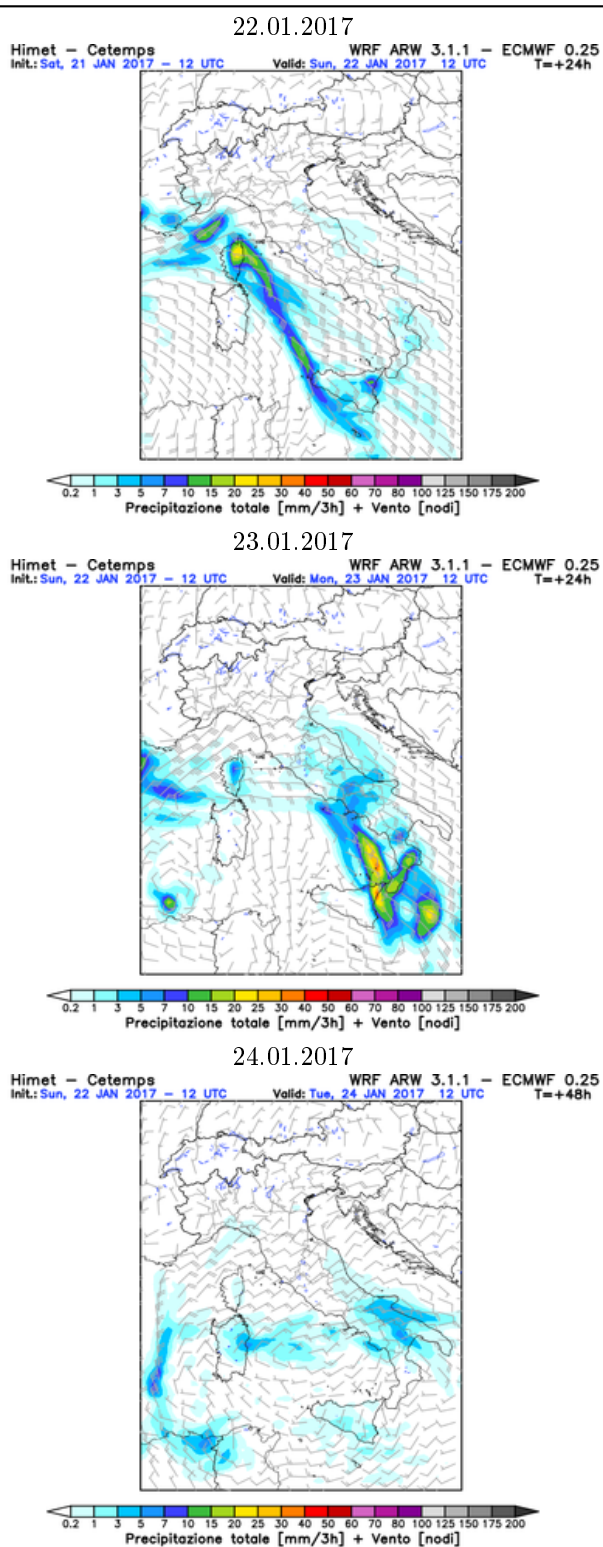 22.01.2017
Himet – Cetemps WRF ARW 3.1.1 – ECMWF 0.25
Init.: Sat, 21 JAN 2017 – 12 UTC Valid: Sun, 22 JAN 2017 12 UTC T=+24h
0.2 1 3 5 7 10 15 20 25 30 40 50 60 70 80 100 125 150 175 200
Precipitazione totale [mm/3h] + Vento [nodi]
23.01.2017
Himet – Cetemps WRF ARW 3.1.1 – ECMWF 0.25
Init.: Sun, 22 JAN 2017 – 12 UTC Valid: Mon, 23 JAN 2017 12 UTC T=+24h
0.2 1 3 5 7 10 15 20 25 30 40 50 60 70 80 100 125 150 175 200
Precipitazione totale [mm/3h] + Vento [nodi]
24.01.2017
Himet – Cetemps WRF ARW 3.1.1 – ECMWF 0.25
Init.: Sun, 22 JAN 2017 – 12 UTC Valid: Tue, 24 JAN 2017 12 UTC T=+48h
0.2 1 3 5 7 10 15 20 25 30 40 50 60 70 80 100 125 150 175 200
Precipitazione totale [mm/3h] + Vento [nodi]